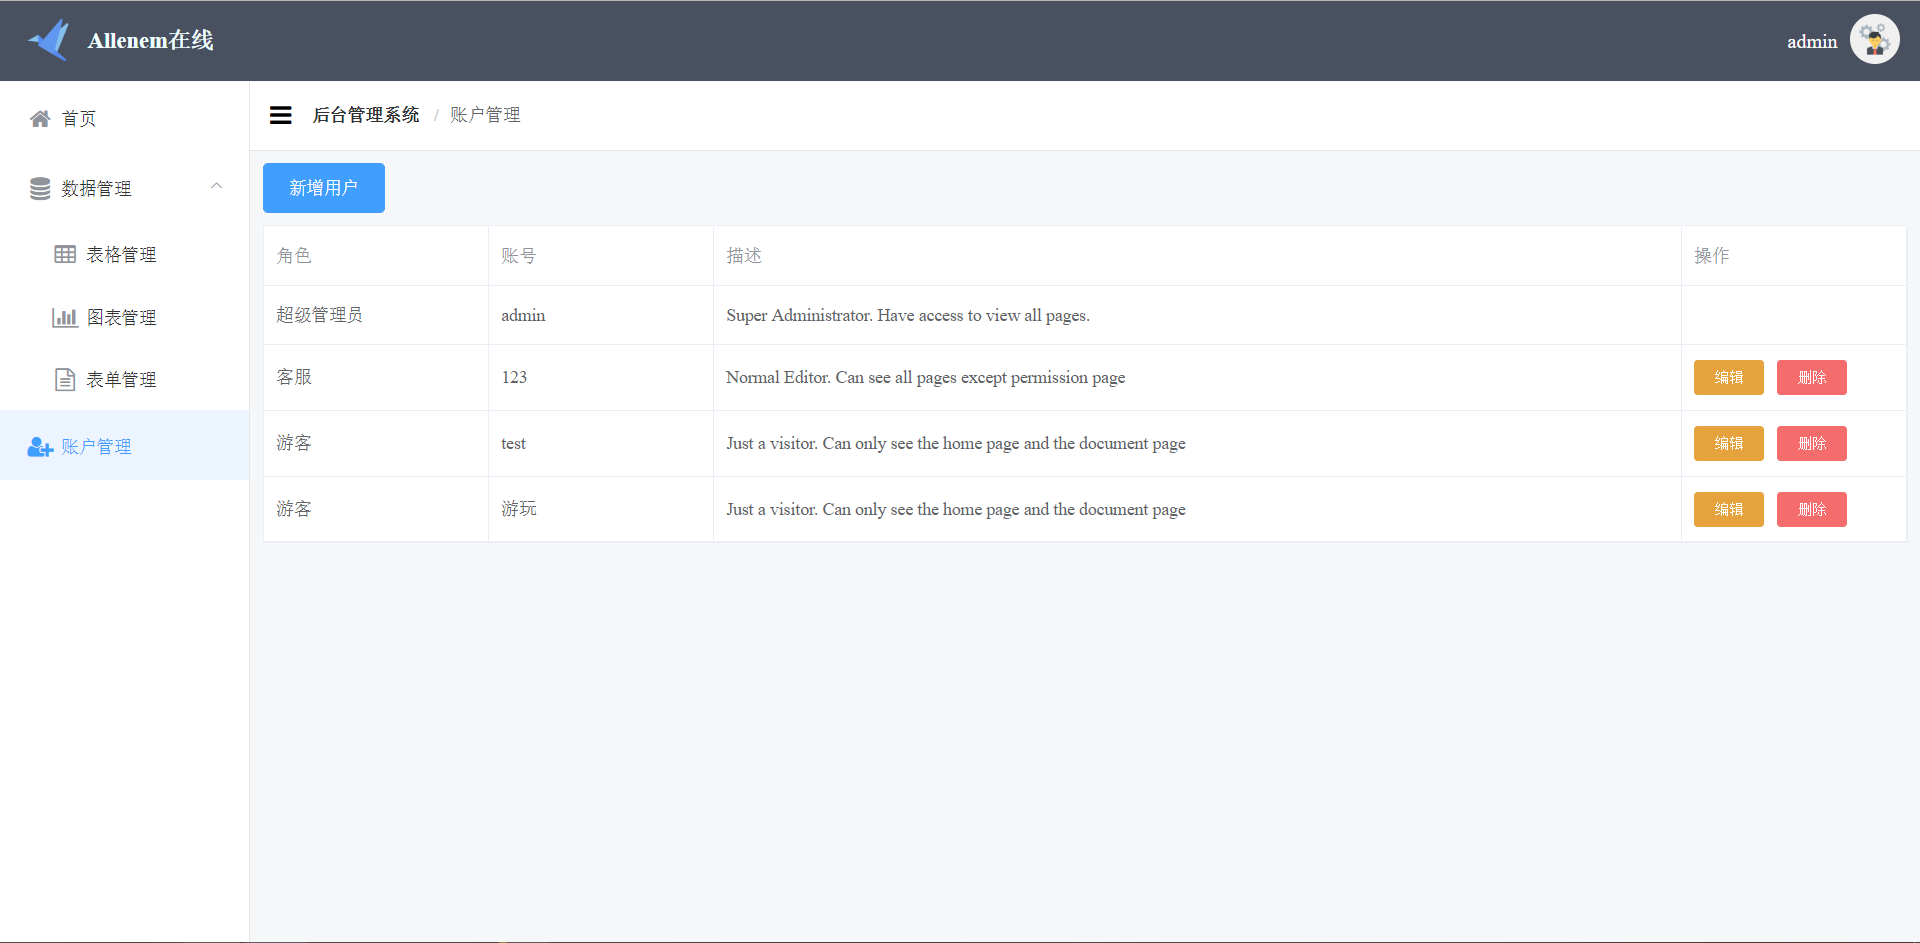 Allenem在线
admin
首页
数据管理
表格管理
图表管理
表单管理
账户管理
后台管理系统 / 账户管理
新增用户
角色 账号 描述 操作
超级管理员 admin Super Administrator. Have access to view all pages.
客服 123 Normal Editor. Can see all pages except permission page 编辑 删除
游客 test Just a visitor. Can only see the home page and the document page 编辑 删除
游客 游玩 Just a visitor. Can only see the home page and the document page 编辑 删除